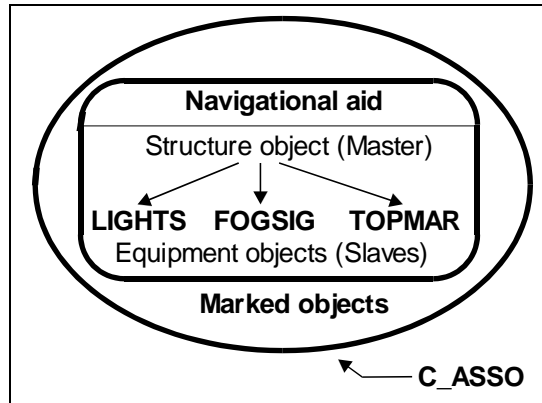 Navigational aid
Structure object (Master)
LIGHTS FOGSIG TOPMAR
Equipment objects (Slaves)
Marked objects
C_ASSO